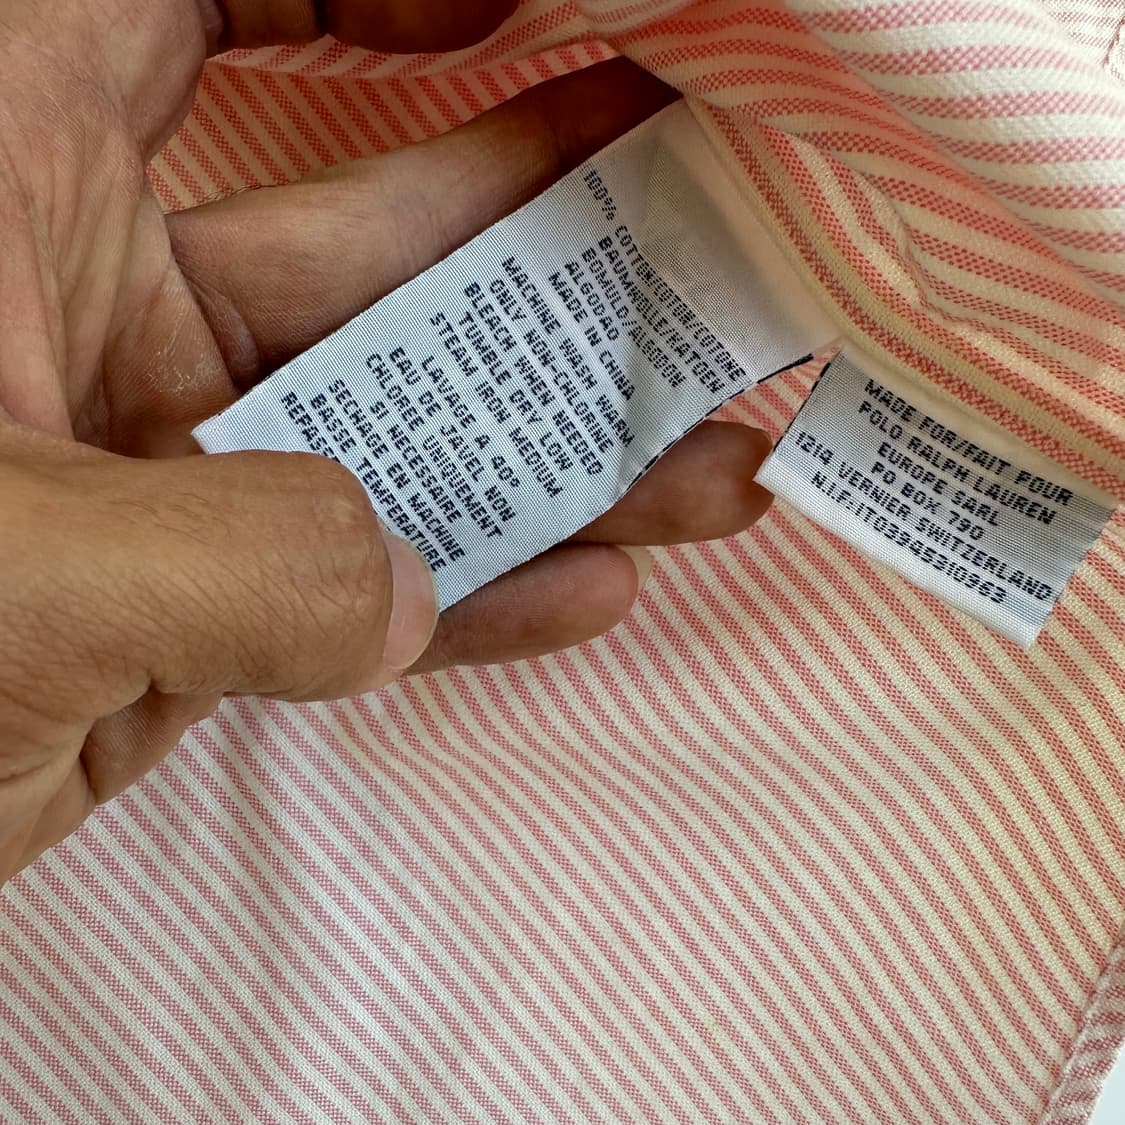 100% COTTON/COTON/COTONE
BAUMWOLLE/KATOEN
BOMULD/ALGODON
ALGODAO
MADE IN CHINA
MACHINE WASH WARM
ONLY NON-CHLORINE
BLEACH WHEN NEEDED
TUMBLE DRY LOW
STEAM IRON MEDIUM
LAVAGE A 40°
EAU DE JAVEL NON
CHLOREE UNIQUEMENT
SI NECESSAIRE
SECHAGE EN MACHINE
BASSE TEMPERATURE
MADE FOR/FAIT POUR
POLO RALPH LAUREN
EUROPE SARL
PO BOX 790
1214 VERNIER SWITZERLAND